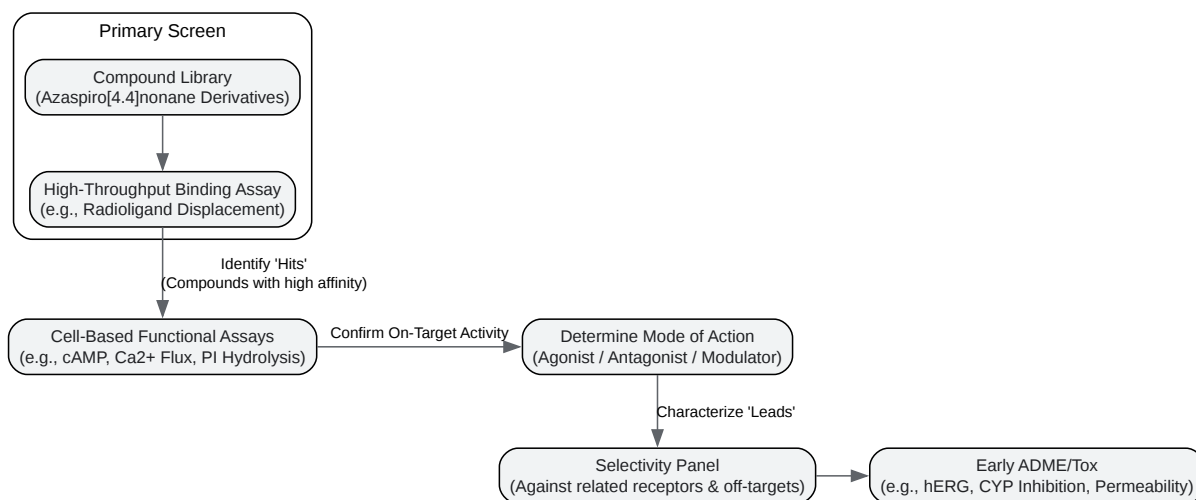 Primary Screen
Compound Library
(Azaspiro[4.4]nonane Derivatives)
High-Throughput Binding Assay
(e.g., Radioligand Displacement)
Identify 'Hits'
(Compounds with high affinity)
Cell-Based Functional Assays
(e.g., cAMP, Ca2+ Flux, PI Hydrolysis)
Confirm On-Target Activity
Determine Mode of Action
(Agonist / Antagonist / Modulator)
Characterize 'Leads'
Selectivity Panel
(Against related receptors & off-targets)
Early ADME/Tox
(e.g., hERG, CYP Inhibition, Permeability)